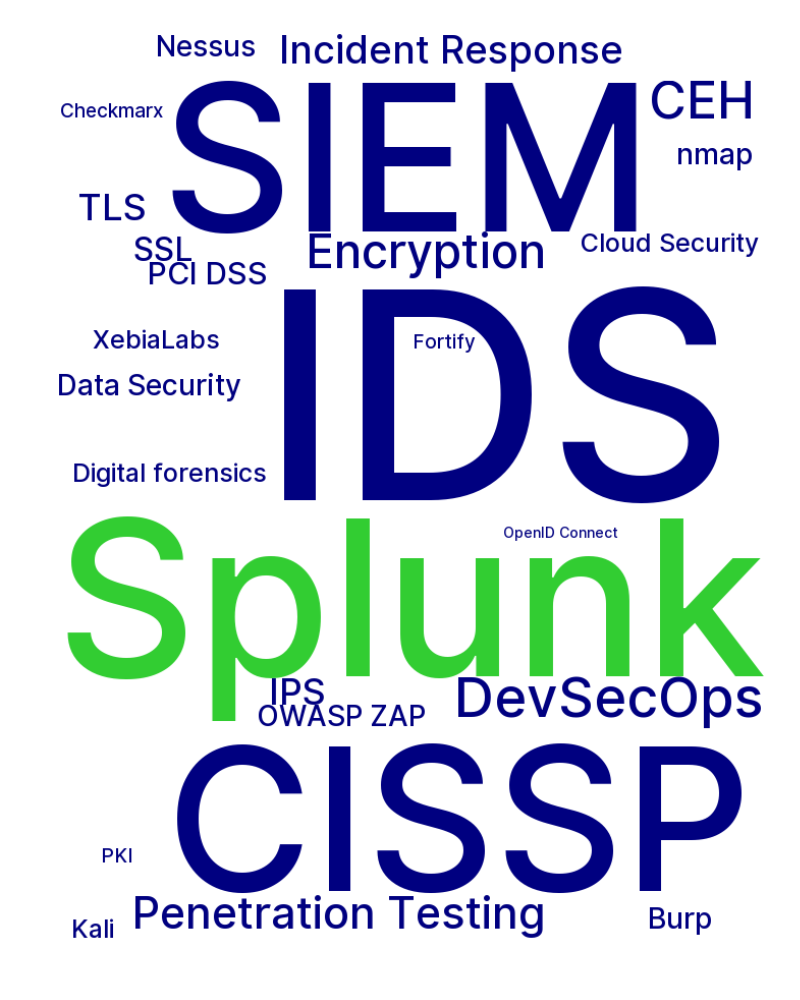 Nessus
Incident Response
SIEM
CEH
Checkmarx
nmap
TLS
SSL
Encryption
Cloud Security
PCI DSS
IDS
XebiaLabs
Fortify
Data Security
Digital forensics
Splunk
OpenID Connect
IPS
DevSecOps
OWASP ZAP
CISSP
PKI
Penetration Testing
Kali
Burp